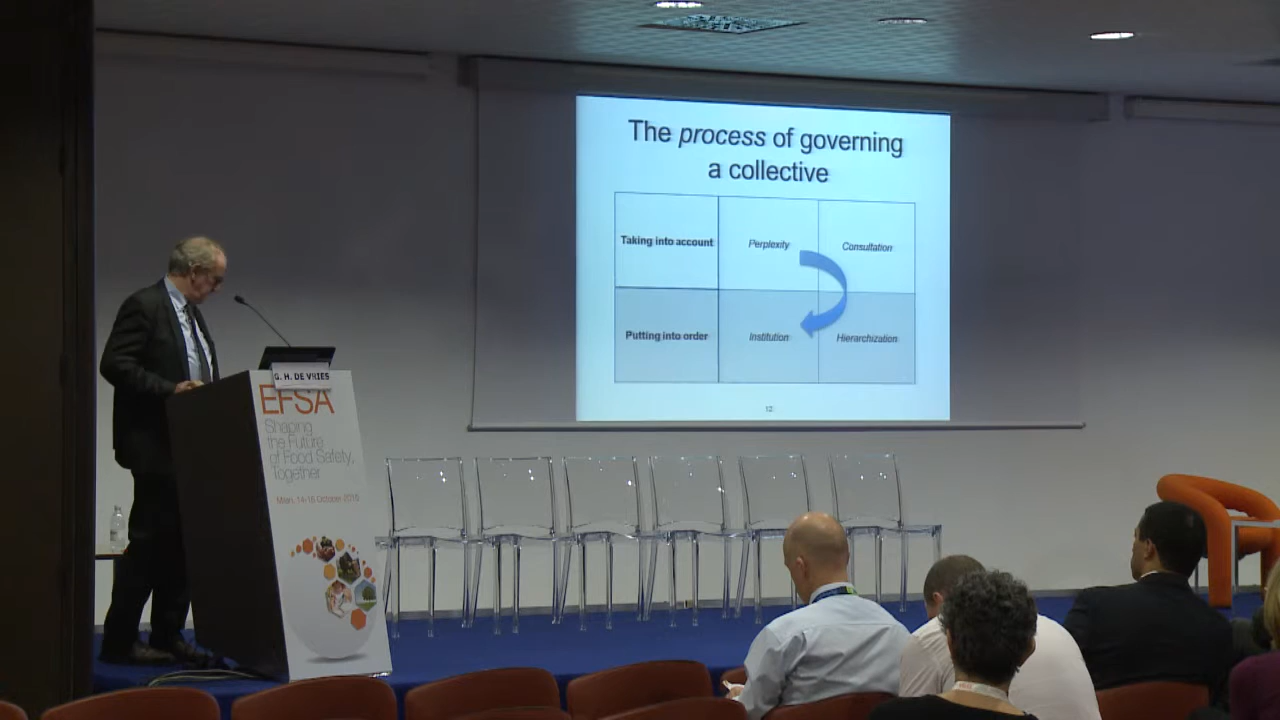 The process of governing
a collective
Taking into account
Perplexity
Consultation
Putting into order
Institution
Hierarchization
12.
G. H. DE VRIES
EFSA
Shaping
the Future
of Food Safety,
Together
Milan, 14-16 October 2015